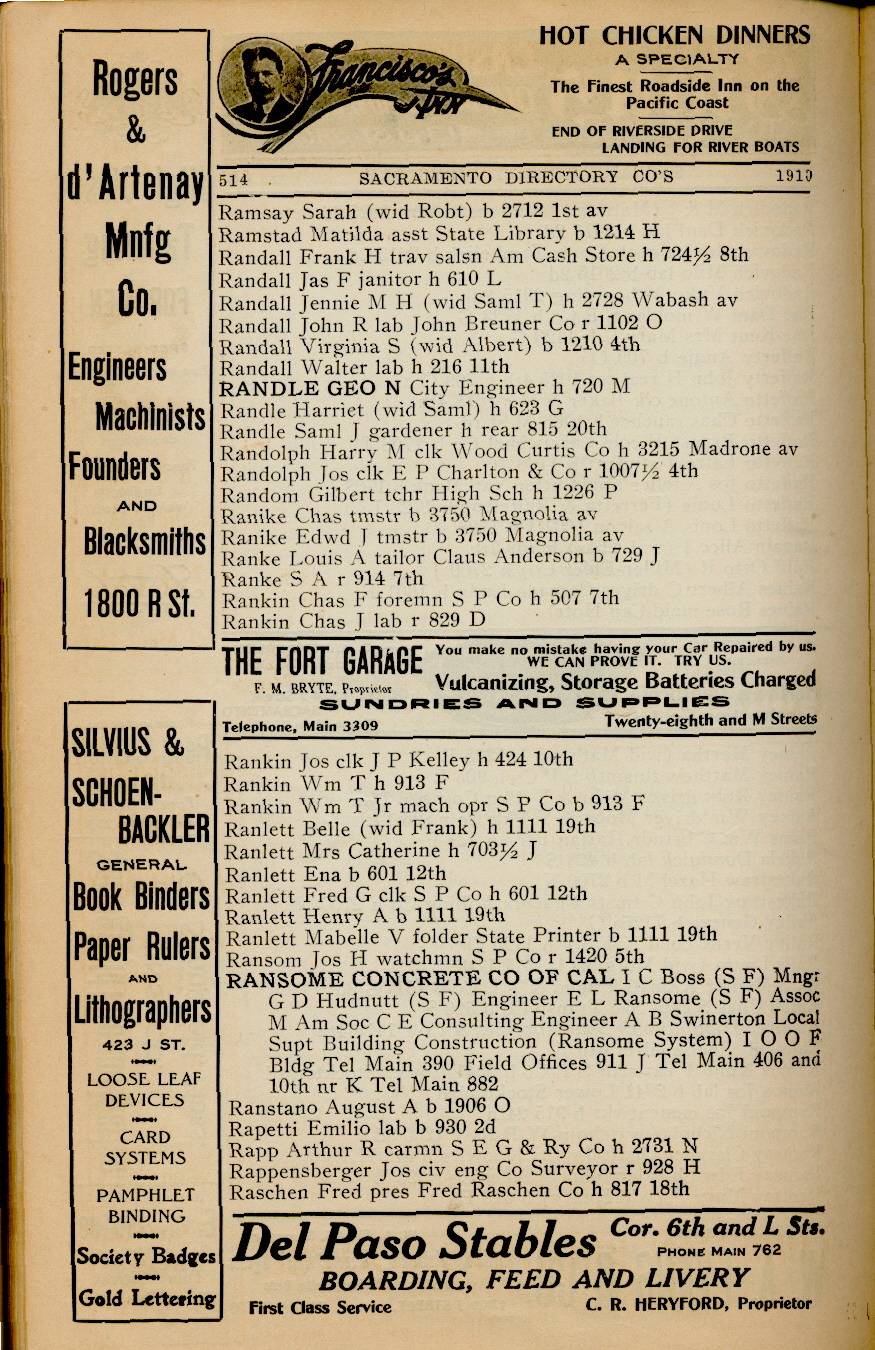 Rogers
&
d'Artenay
Mnfg
Co.
Engineers
Machinists
Founders
AND
Blacksmiths
1800 R St.
Francisco's
Inn
HOT CHICKEN DINNERS
A SPECIALTY
The Finest Roadside Inn on the
Pacific Coast
END OF RIVERSIDE DRIVE
LANDING FOR RIVER BOATS
514 SACRAMENTO DIRECTORY CO'S 1910
Ramsay Sarah (wid Robt) b 2712 1st av
Ramstad Matilda asst State Library b 1214 H
Randall Frank H trav salsn Am Cash Store h 724½ 8th
Randall Jas F janitor h 610 L
Randall Jennie M H (wid Saml T) h 2728 Wabash av
Randall John R lab John Breuner Co r 1102 O
Randall Virginia S (wid Albert) b 1210 4th
Randall Walter lab h 216 11th
RANDLE GEO N City Engineer h 720 M
Randle Harriet (wid Saml) h 623 G
Randle Saml J gardener h rear 815 20th
Randolph Harry M clk Wood Curtis Co h 3215 Madrone av
Randolph Jos clk E P Charlton & Co r 1007½ 4th
Random Gilbert tchr High Sch h 1226 P
Ranike Chas tmstr b 3750 Magnolia av
Ranike Edwd J tmstr b 3750 Magnolia av
Ranke Louis A tailor Claus Anderson b 729 J
Ranke S A r 914 7th
Rankin Chas F foremn S P Co h 507 7th
Rankin Chas J lab r 829 D
THE FORT GARAGE
F. M. BRYTE, Proprietor
You make no mistake having your Car Repaired by us.
WE CAN PROVE IT. TRY US.
Vulcanizing, Storage Batteries Charged
SUNDRIES AND SUPPLIES
Telephone, Main 3309 Twenty-eighth and M Streets
SILVIUS &
SCHOEN-
BACKLER
GENERAL
Book Binders
Paper Rulers
AND
Lithographers
423 J ST.
LOOSE LEAF
DEVICES
CARD
SYSTEMS
PAMPHLET
BINDING
Society Badges
Gold Lettering
Rankin Jos clk J P Kelley h 424 10th
Rankin Wm T h 913 F
Rankin Wm T Jr mach opr S P Co b 913 F
Ranlett Belle (wid Frank) h 1111 19th
Ranlett Mrs Catherine h 703½ J
Ranlett Ena b 601 12th
Ranlett Fred G clk S P Co h 601 12th
Ranlett Henry A b 1111 19th
Ranlett Mabelle V folder State Printer b 1111 19th
Ransom Jos H watchmn S P Co r 1420 5th
RANSOME CONCRETE CO OF CAL I C Boss (S F) Mngr
G D Hudnutt (S F) Engineer E L Ransome (S F) Assoc
M Am Soc C E Consulting Engineer A B Swinerton Local
Supt Building Construction (Ransome System) I O O F
Bldg Tel Main 390 Field Offices 911 J Tel Main 406 and
10th nr K Tel Main 882
Ranstano August A b 1906 O
Rapetti Emilio lab b 930 2d
Rapp Arthur R carmn S E G & Ry Co h 2731 N
Rappensberger Jos civ eng Co Surveyor r 928 H
Raschen Fred pres Fred Raschen Co h 817 18th
Del Paso Stables
Cor. 6th and L Sts.
PHONE MAIN 762
BOARDING, FEED AND LIVERY
First Class Service C. R. HERYFORD, Proprietor